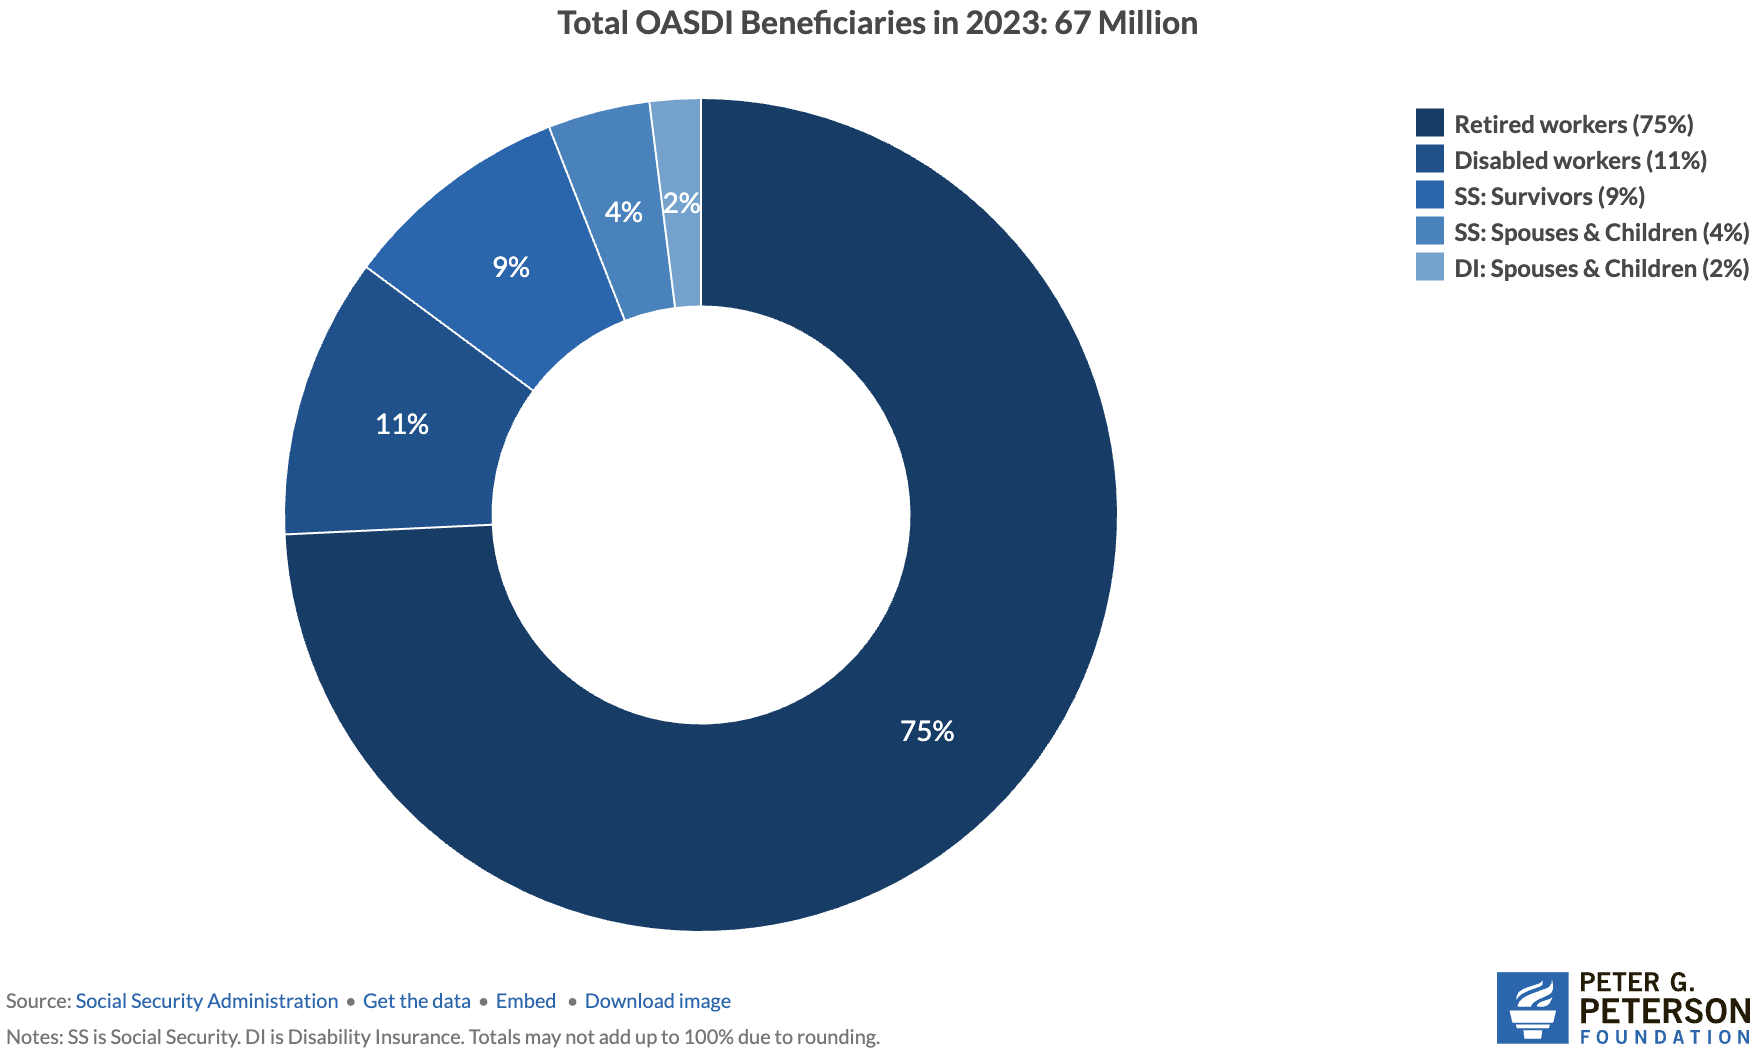 Total OASDI Beneficiaries in 2023: 67 Million
Retired workers (75%)
Disabled workers (11%)
SS: Survivors (9%)
SS: Spouses & Children (4%)
DI: Spouses & Children (2%)
4%
2%
9%
11%
75%
Source: Social Security Administration • Get the data • Embed • Download image
Notes: SS is Social Security. DI is Disability Insurance. Totals may not add up to 100% due to rounding.
PETER G.
PETERSON
FOUNDATION